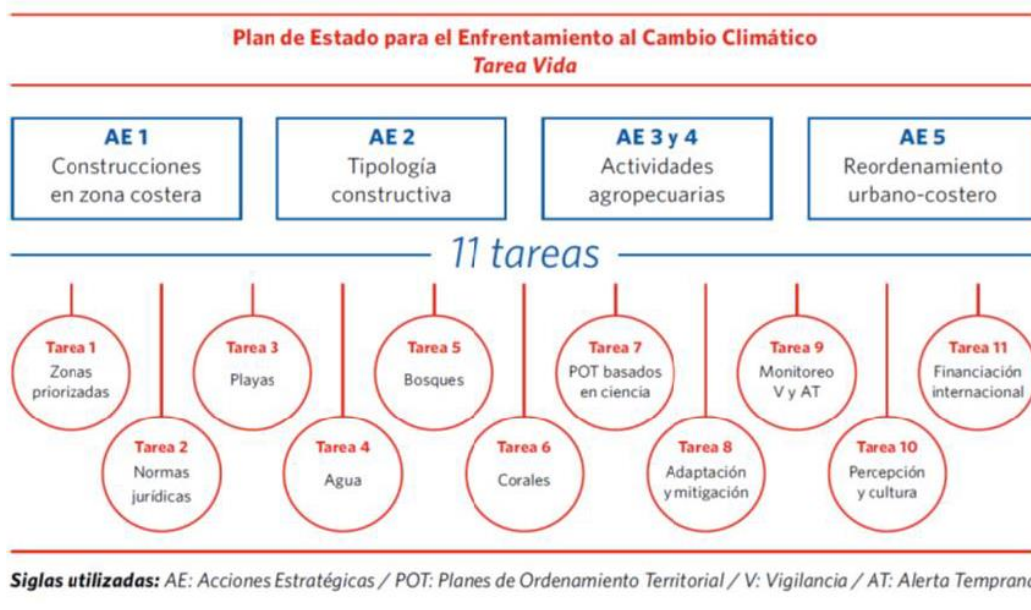 Plan de Estado para el Enfrentamiento al Cambio Climático
Tarea Vida
AE 1
Construcciones
en zona costera
AE 2
Tipología
constructiva
AE 3 y 4
Actividades
agropecuarias
AE 5
Reordenamiento
urbano-costero
11 tareas
Tarea 1
Zonas
priorizadas
Tarea 2
Normas
jurídicas
Tarea 3
Playas
Tarea 4
Agua
Tarea 5
Bosques
Tarea 6
Corales
Tarea 7
POT basados
en ciencia
Tarea 8
Adaptación
y mitigación
Tarea 9
Monitoreo
V y AT
Tarea 10
Percepción
y cultura
Tarea 11
Financiación
internacional
Siglas utilizadas: AE: Acciones Estratégicas / POT: Planes de Ordenamiento Territorial / V: Vigilancia / AT: Alerta Temprana